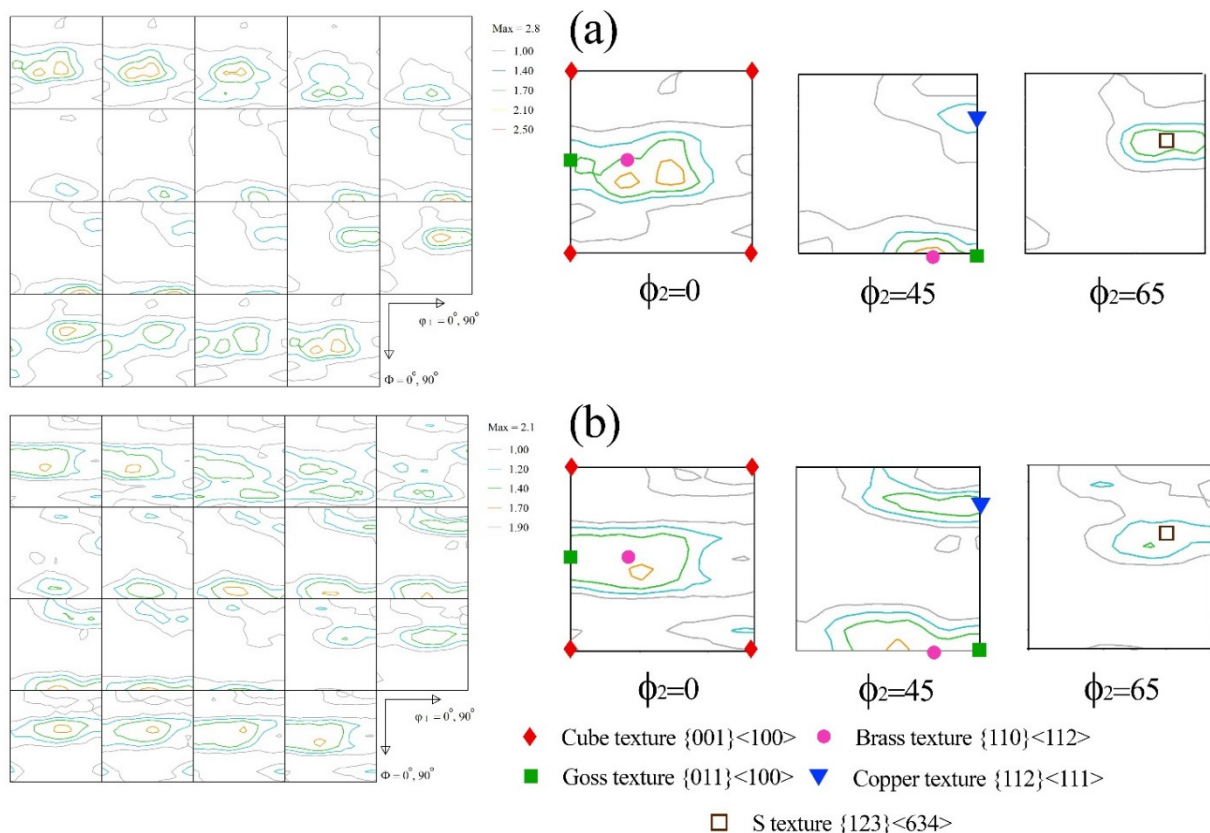 Max = 2.8
1.00
1.40
1.70
2.10
2.50
φ1 = 0°, 90°
Φ = 0°, 90°
(a)
ϕ2=0
ϕ2=45
ϕ2=65
Max = 2.1
1.00
1.20
1.40
1.70
1.90
φ1 = 0°, 90°
Φ = 0°, 90°
(b)
ϕ2=0
ϕ2=45
ϕ2=65
Cube texture {001}<100>
Brass texture {110}<112>
Goss texture {011}<100>
Copper texture {112}<111>
S texture {123}<634>